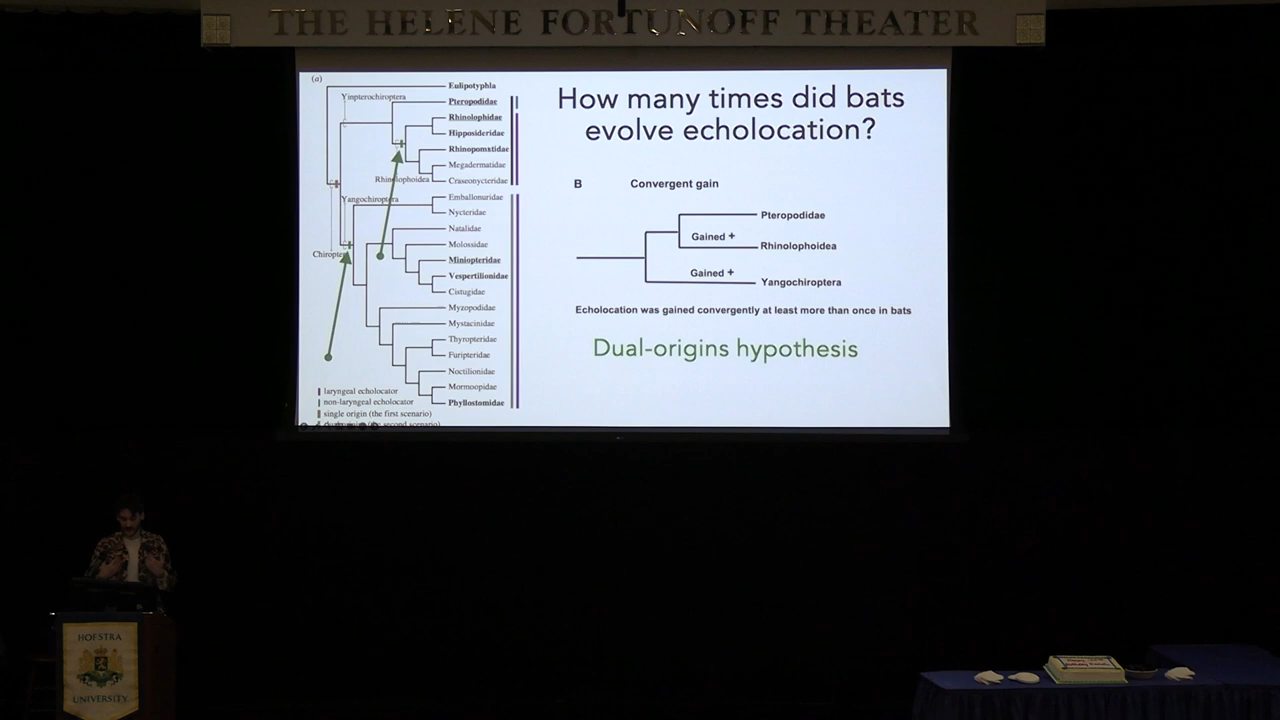 THE HELENE FORTUNOFF THEATER
(a)
Eulipotyphla
Yinpterochiroptera
Pteropodidae
Rhinolophidae
Hipposideridae
Rhinopomatidae
Megadermatidae
Rhinolophoidea
Craseonycteridae
Yangochiroptera
Emballonuridae
Nycteridae
Natalidae
Molossidae
Chiropter
Miniopteridae
Vespertilionidae
Cistugidae
Myzopodidae
Mystacinidae
Thyropteridae
Furipteridae
Noctilionidae
Mormoopidae
Phyllostomidae
laryngeal echolocator
non-laryngeal echolocator
single origin (the first scenario)
second scenario)
How many times did bats
evolve echolocation?
B Convergent gain
Pteropodidae
Gained +
Rhinolophoidea
Gained +
Yangochiroptera
Echolocation was gained convergently at least more than once in bats
Dual-origins hypothesis
HOFSTRA
UNIVERSITY